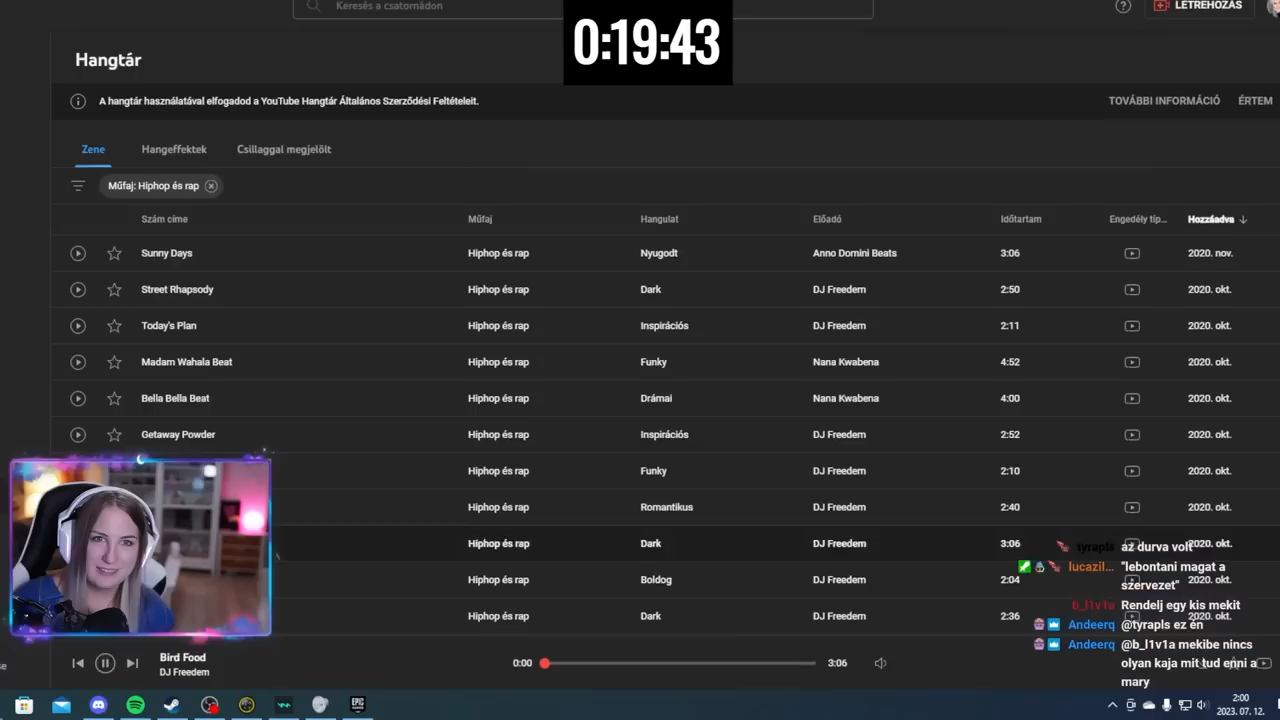 Keresés a csatornádon
LÉTREHOZÁS
0:19:43
Hangtár
A hangtár használatával elfogadod a YouTube Hangtár Általános Szerződési Feltételeit.
TOVÁBBI INFORMÁCIÓ
ÉRTEM
Zene
Hangeffektek
Csillaggal megjelölt
Műfaj: Hiphop és rap
Szám címe Műfaj Hangulat Előadó Időtartam Engedély típ... Hozzáadva
Sunny Days Hiphop és rap Nyugodt Anno Domini Beats 3:06 2020. nov.
Street Rhapsody Hiphop és rap Dark DJ Freedem 2:50 2020. okt.
Today's Plan Hiphop és rap Inspirációs DJ Freedem 2:11 2020. okt.
Madam Wahala Beat Hiphop és rap Funky Nana Kwabena 4:52 2020. okt.
Bella Bella Beat Hiphop és rap Drámai Nana Kwabena 4:00 2020. okt.
Getaway Powder Hiphop és rap Inspirációs DJ Freedem 2:52 2020. okt.
Hiphop és rap Funky DJ Freedem 2:10 2020. okt.
Hiphop és rap Romantikus DJ Freedem 2:40 2020. okt.
Hiphop és rap Dark DJ Freedem 3:06 2020. okt.
Hiphop és rap Boldog DJ Freedem 2:04 2020. okt.
Hiphop és rap Dark DJ Freedem 2:36 2020. okt.
tyrapls az durva volt
lucazil... "lebontani magat a
szervezet"
b_l1v1a Rendelj egy kis mekit
Andeerq @tyrapls ez én
Andeerq @b_l1v1a mekibe nincs
olyan kaja mit tud enni a
mary
Bird Food
DJ Freedem
0:00
3:06
2:00
2023. 07. 12.